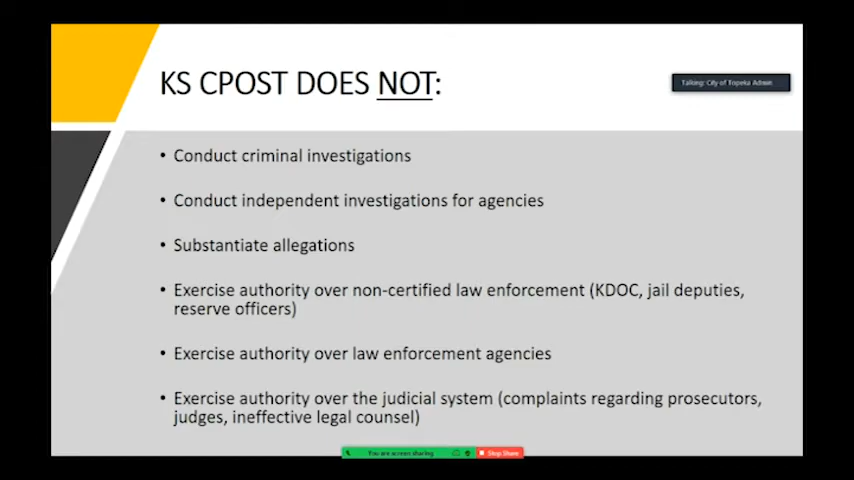 KS CPOST DOES NOT:
Talking: City of Topeka Admin
• Conduct criminal investigations
• Conduct independent investigations for agencies
• Substantiate allegations
• Exercise authority over non-certified law enforcement (KDOC, jail deputies,
reserve officers)
• Exercise authority over law enforcement agencies
• Exercise authority over the judicial system (complaints regarding prosecutors,
judges, ineffective legal counsel)
You are screen sharing
Stop Share